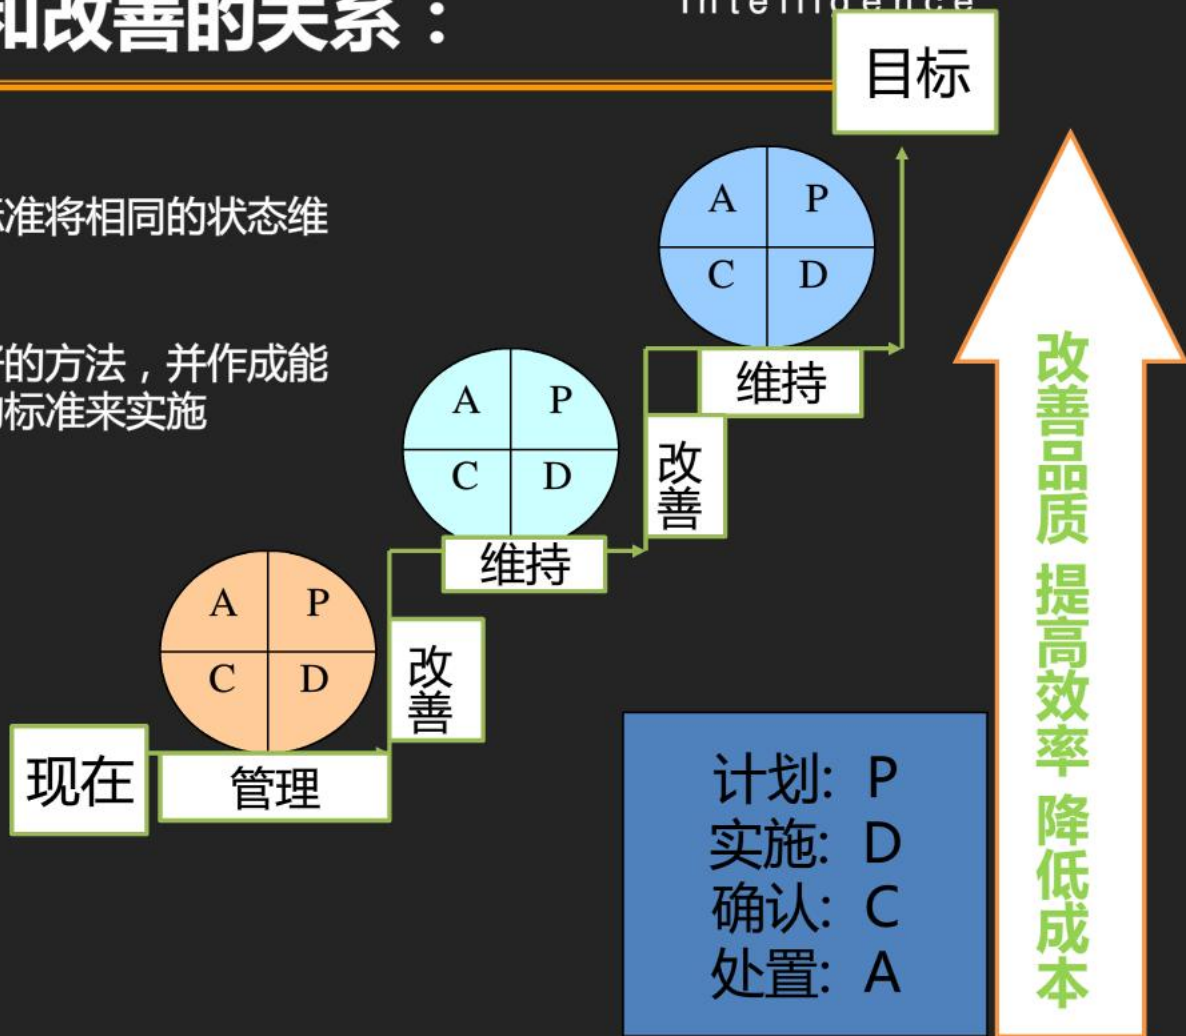 和改善的关系：
Intelligence
目标
准将相同的状态维
的方法，并作成能
标准来实施
A P
C D
维持
改善
A P
C D
维持
改善
A P
C D
现在
管理
计划: P
实施: D
确认: C
处置: A
改善品质 提高效率 降低成本